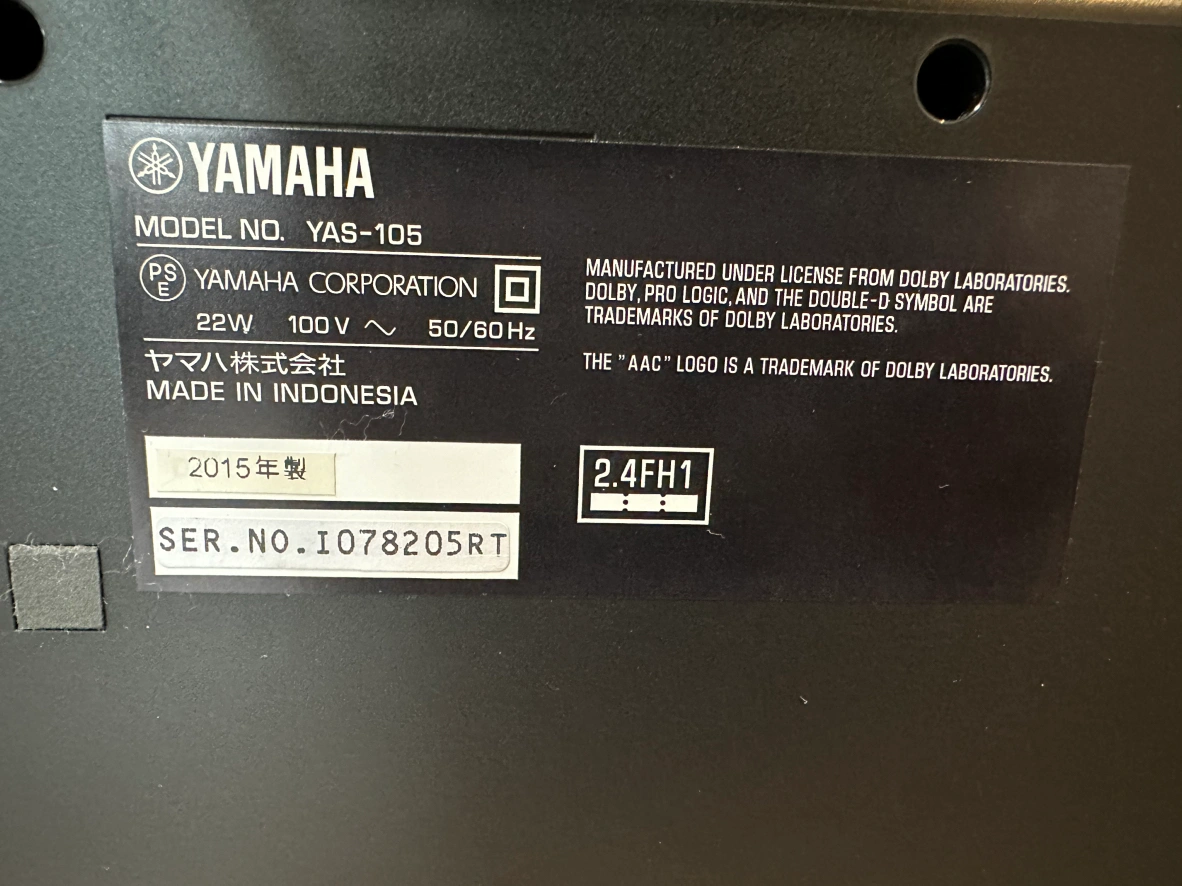 YAMAHA
MODEL NO. YAS-105
PSE YAMAHA CORPORATION
22W 100V ～ 50/60Hz
ヤマハ株式会社
MADE IN INDONESIA
2015年製
SER.NO.I078205RT
MANUFACTURED UNDER LICENSE FROM DOLBY LABORATORIES.
DOLBY, PRO LOGIC, AND THE DOUBLE-D SYMBOL ARE
TRADEMARKS OF DOLBY LABORATORIES.
THE "AAC" LOGO IS A TRADEMARK OF DOLBY LABORATORIES.
2.4FH1